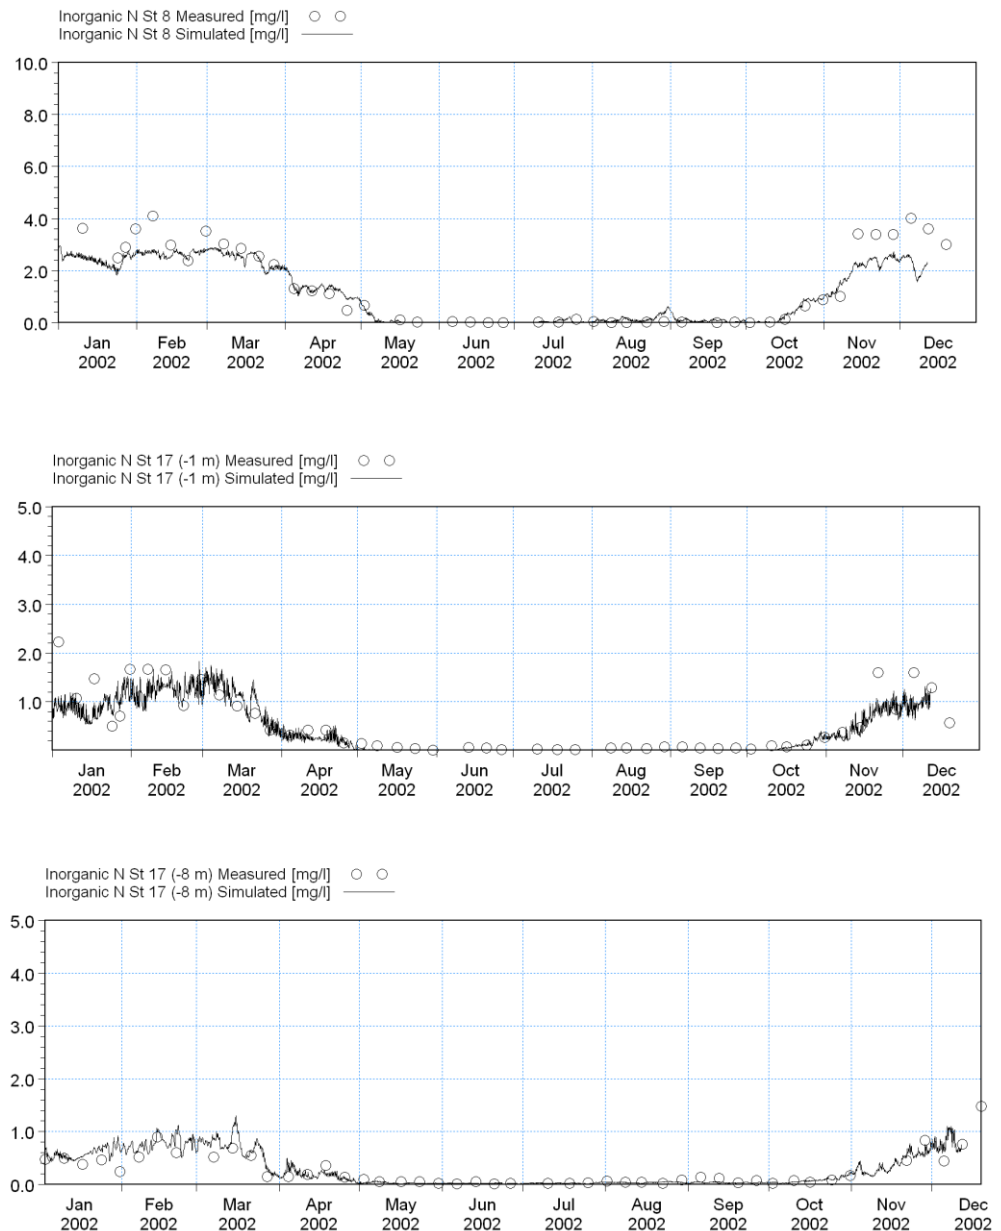 Inorganic N St 8 Measured [mg/l]
Inorganic N St 8 Simulated [mg/l]
10.0
8.0
6.0
4.0
2.0
0.0
Jan Feb Mar Apr May Jun Jul Aug Sep Oct Nov Dec
2002 2002 2002 2002 2002 2002 2002 2002 2002 2002 2002 2002
Inorganic N St 17 (-1 m) Measured [mg/l]
Inorganic N St 17 (-1 m) Simulated [mg/l]
5.0
4.0
3.0
2.0
1.0
Jan Feb Mar Apr May Jun Jul Aug Sep Oct Nov Dec
2002 2002 2002 2002 2002 2002 2002 2002 2002 2002 2002 2002
Inorganic N St 17 (-8 m) Measured [mg/l]
Inorganic N St 17 (-8 m) Simulated [mg/l]
5.0
4.0
3.0
2.0
1.0
0.0
Jan Feb Mar Apr May Jun Jul Aug Sep Oct Nov Dec
2002 2002 2002 2002 2002 2002 2002 2002 2002 2002 2002 2002